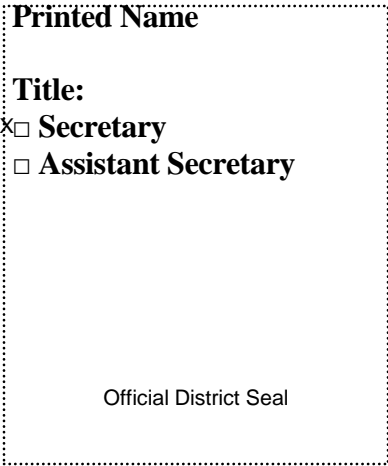 Printed Name
Title:
x□ Secretary
□ Assistant Secretary
Official District Seal